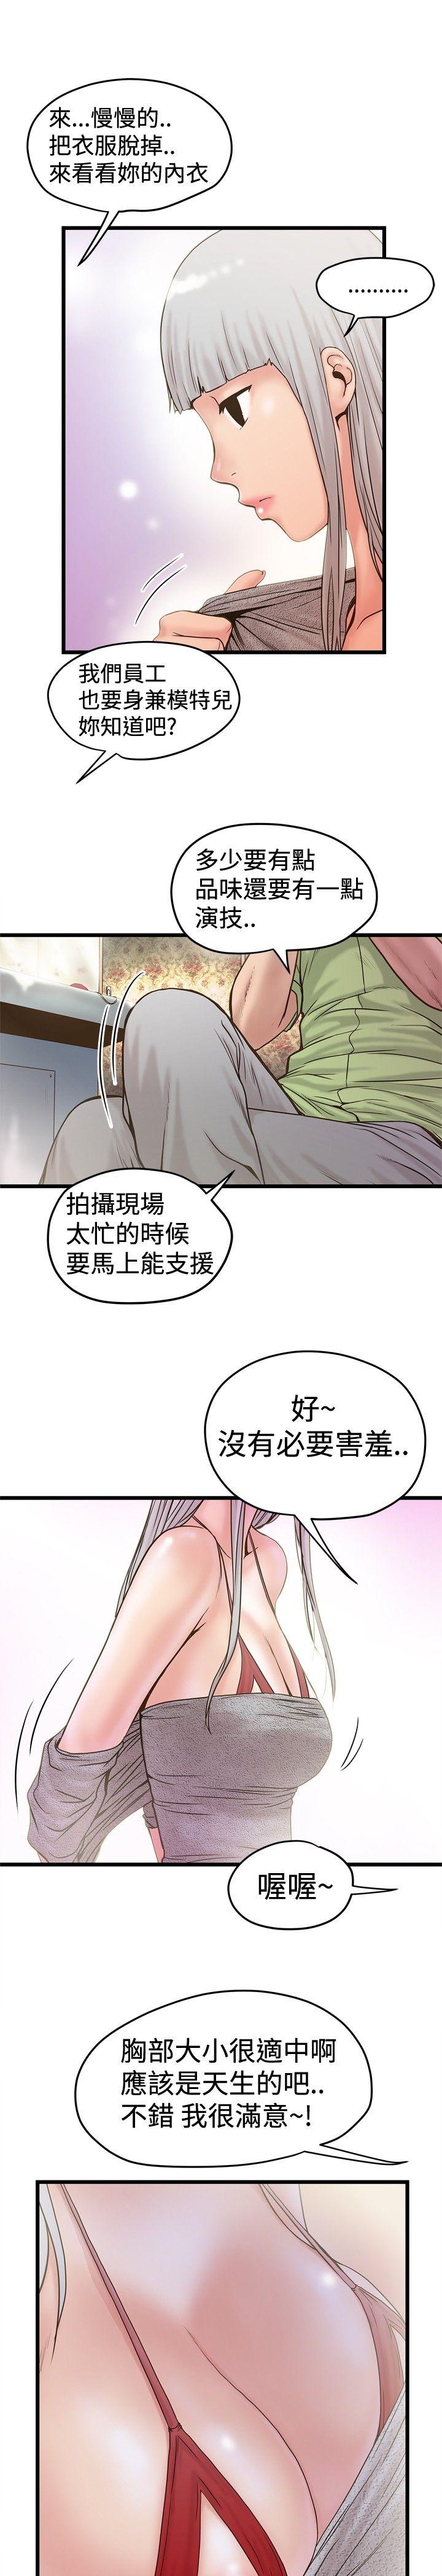 來...慢慢的..
把衣服脫掉..
來看看妳的內衣
..........
我們員工
也要身兼模特兒
妳知道吧?
多少要有點
品味還要有一點
演技..
拍攝現場
太忙的時候
要馬上能支援
好~
沒有必要害羞..
喔喔~
胸部大小很適中啊
應該是天生的吧..
不錯 我很滿意~!